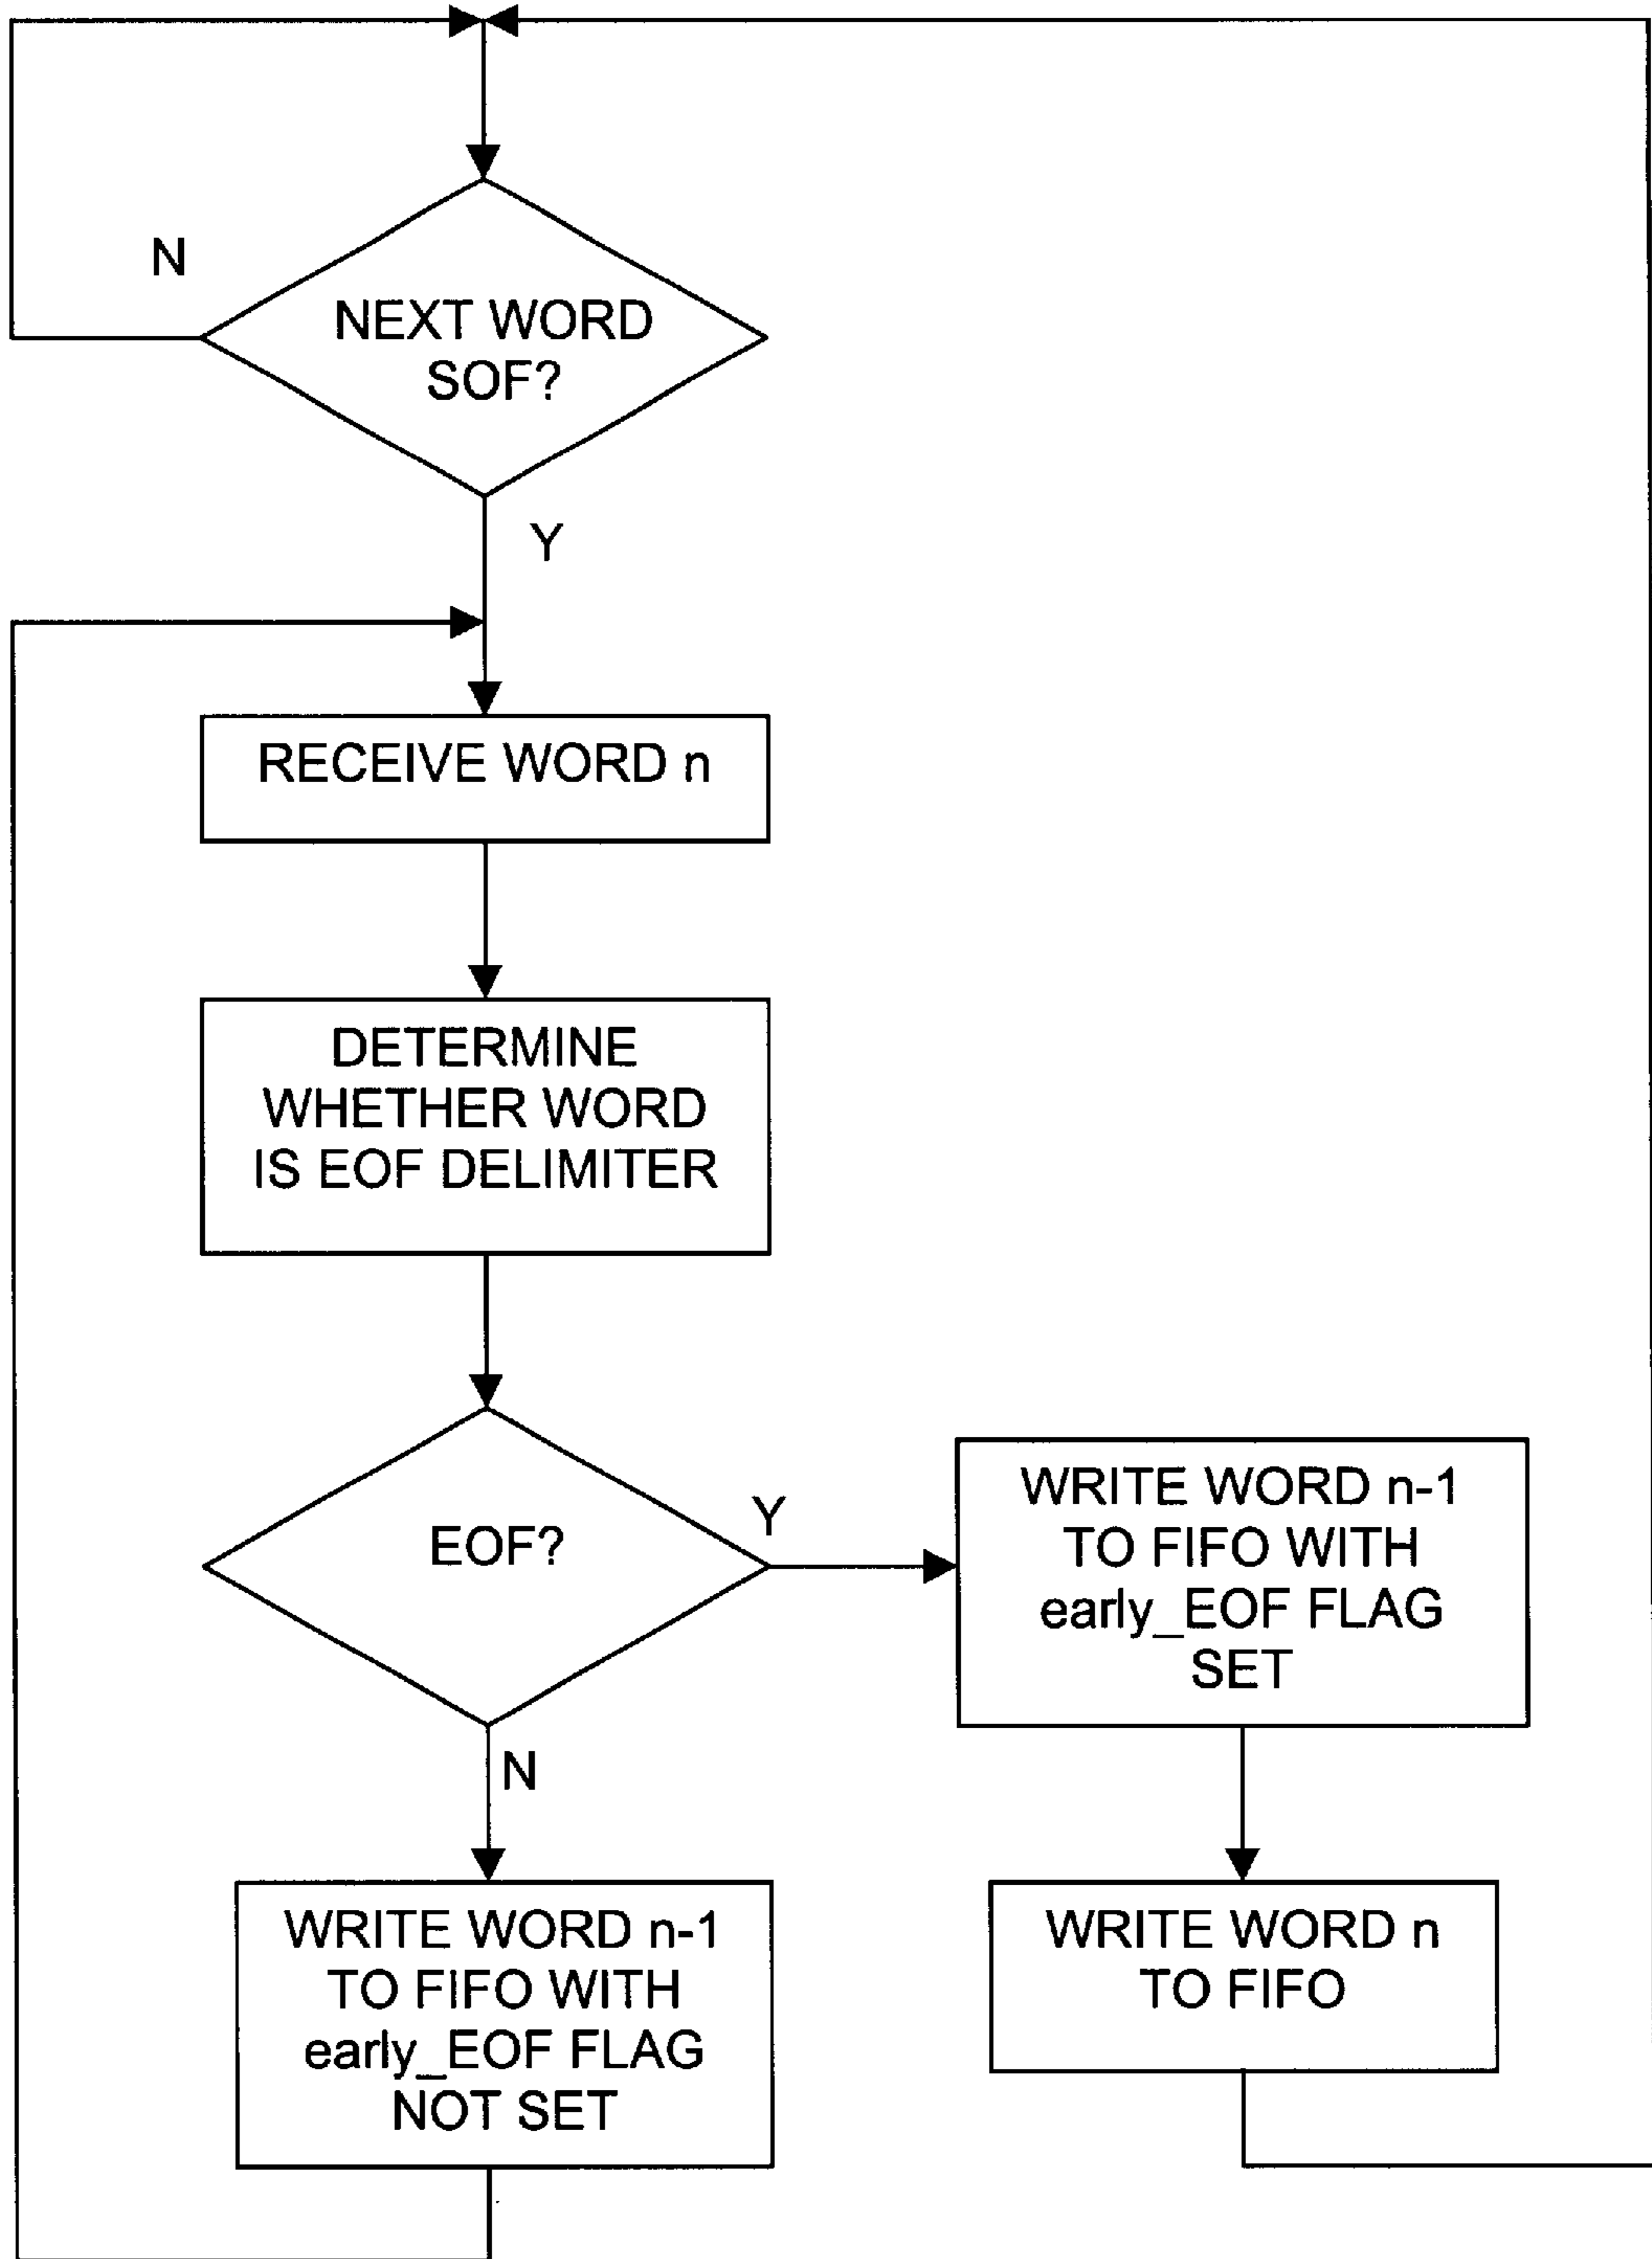 N
NEXT WORD
SOF?
Y
RECEIVE WORD n
DETERMINE
WHETHER WORD
IS EOF DELIMITER
EOF?
Y
N
WRITE WORD n-1
TO FIFO WITH
early_EOF FLAG
SET
WRITE WORD n-1
TO FIFO WITH
early_EOF FLAG
NOT SET
WRITE WORD n
TO FIFO